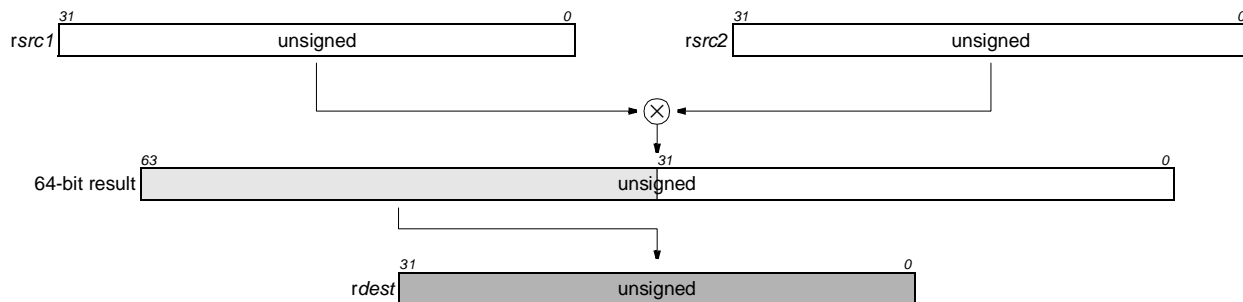 31 0 31 0
rsrc1 unsigned rsrc2 unsigned
63 31 0
64-bit result unsigned
31 0
rdest unsigned